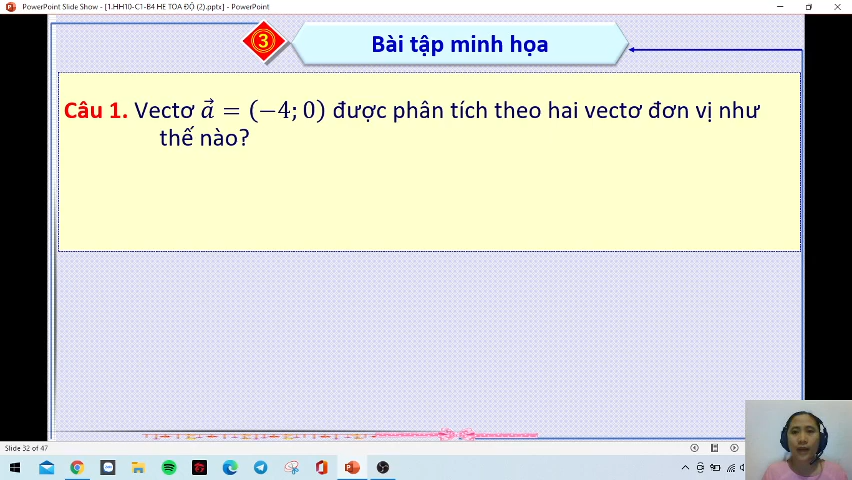 PowerPoint Slide Show - [1.HH10-C1-B4 HE TOA ĐỘ (2).pptx] - PowerPoint
3
Bài tập minh họa
Câu 1. Vectơ a⃗ = (−4; 0) được phân tích theo hai vectơ đơn vị như
thế nào?
Slide 32 of 47